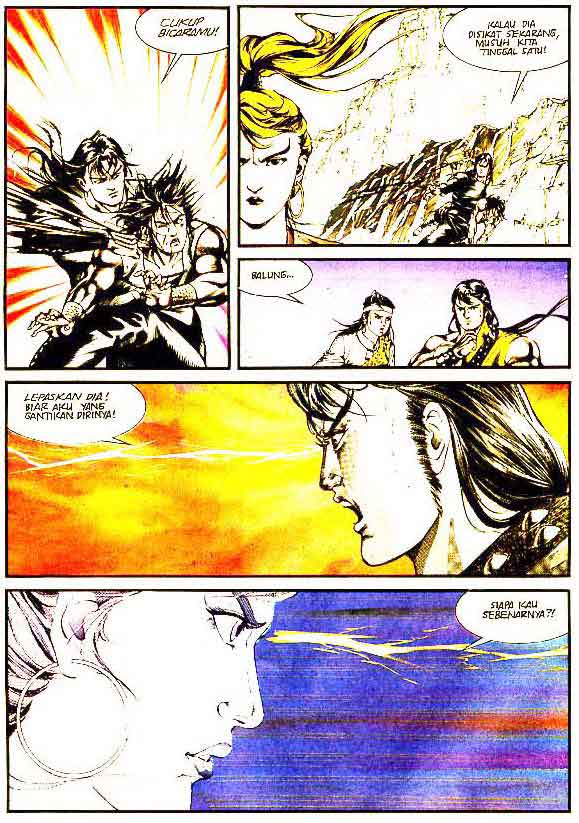 CUKUP
BICARAMU!
KALAU DIA
DISIKAT SEKARANG,
MUSUH KITA
TINGGAL SATU!
BALUNG...
LEPASKAN DIA!
BIAR AKU YANG
GANTIKAN DIRINYA!
SIAPA KAU
SEBENARNYA?!